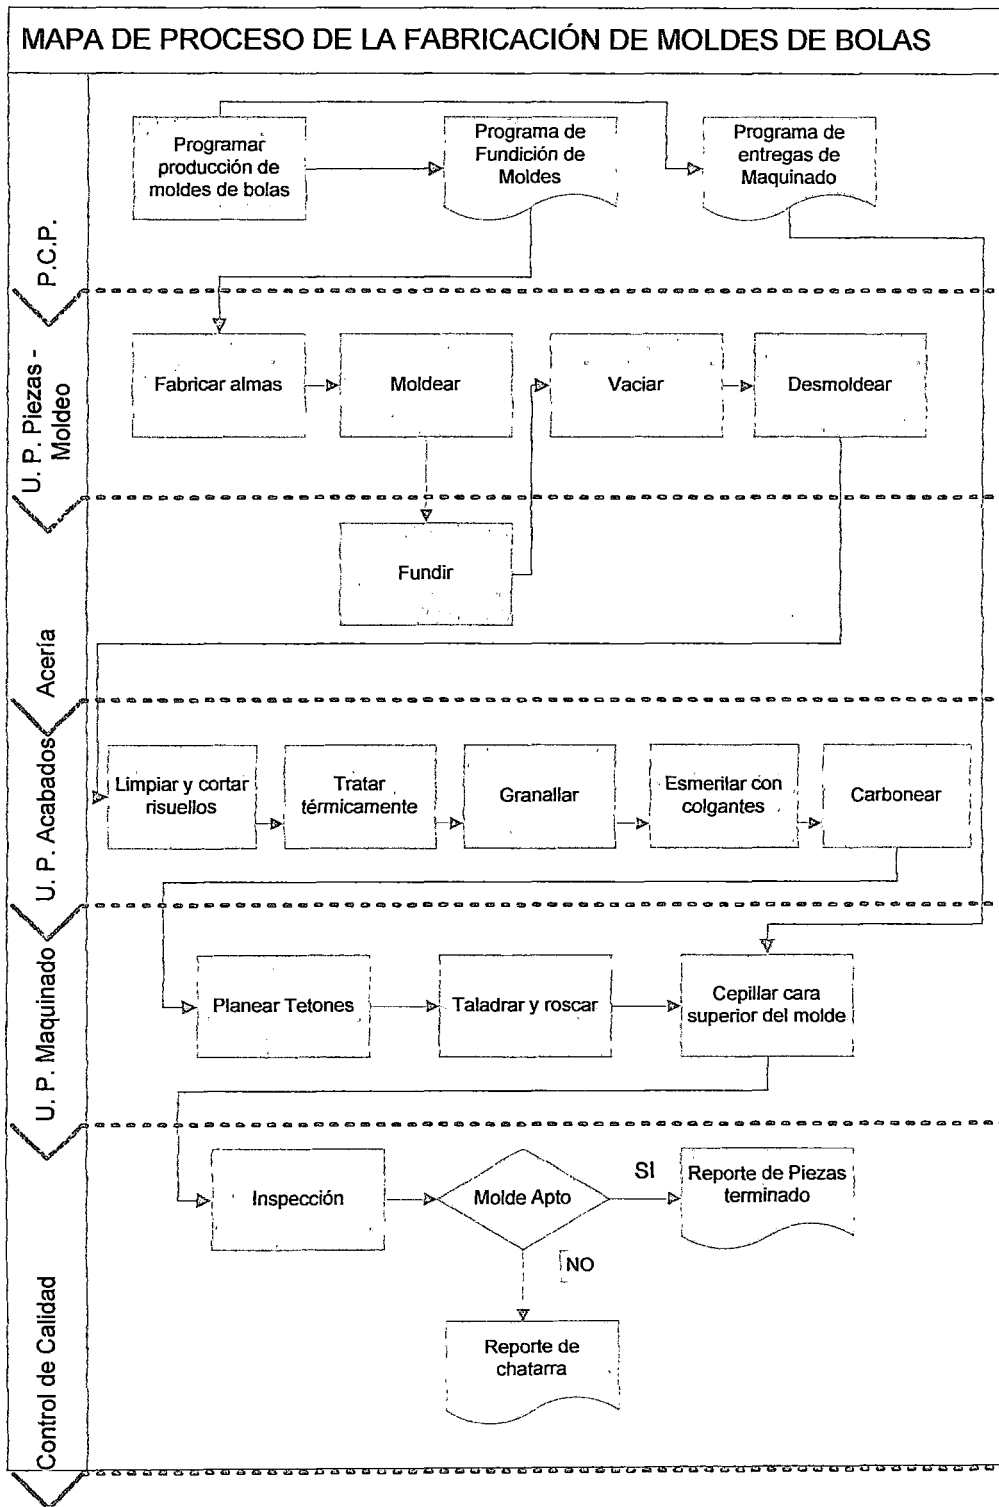 MAPA DE PROCESO DE LA FABRICACIÓN DE MOLDES DE BOLAS
P.C.P.
Programar
producción de
moldes de bolas
Programa de
Fundición de
Moldes
Programa de
entregas de
Maquinado
U. P. Piezas -
Moldeo
Fabricar almas
Moldear
Vaciar
Desmoldear
Acería
Fundir
U. P. Acabados
Limpiar y cortar
risuellos
Tratar
térmicamente
Granallar
Esmerilar con
colgantes
Carbonear
U. P. Maquinado
Planear Tetones
Taladrar y roscar
Cepillar cara
superior del molde
Control de Calidad
Inspección
Molde Apto
SI
Reporte de Piezas
terminado
NO
Reporte de
chatarra